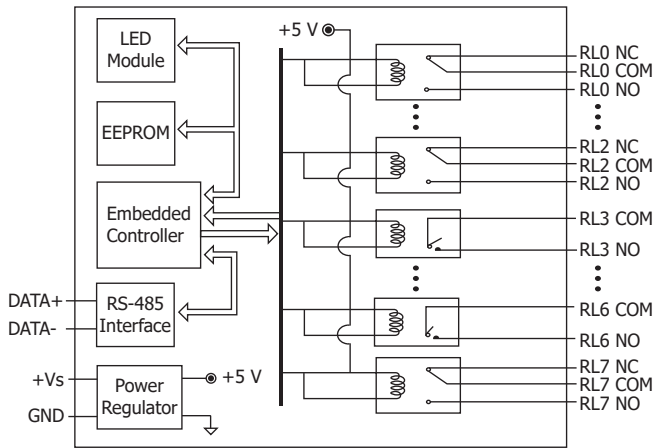 LED
Module
EEPROM
Embedded
Controller
DATA+
DATA-
RS-485
Interface
+Vs
GND
Power
Regulator
+5 V
+5 V
RL0 NC
RL0 COM
RL0 NO
RL2 NC
RL2 COM
RL2 NO
RL3 COM
RL3 NO
RL6 COM
RL6 NO
RL7 NC
RL7 COM
RL7 NO